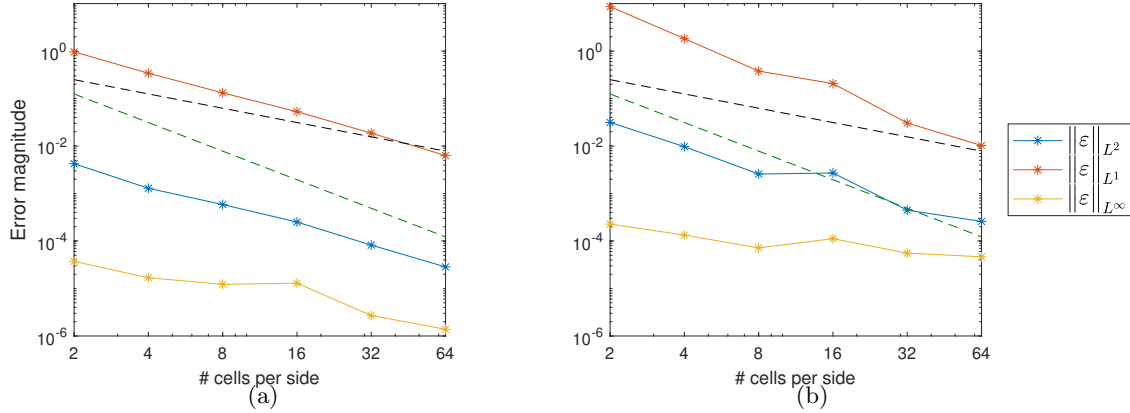 10^0
10^-2
10^-4
10^-6
Error magnitude
2 4 8 16 32 64
# cells per side
(a)
10^0
10^-2
10^-4
10^-6
2 4 8 16 32 64
# cells per side
(b)
||ε||_{L^2}
||ε||_{L^1}
||ε||_{L^∞}